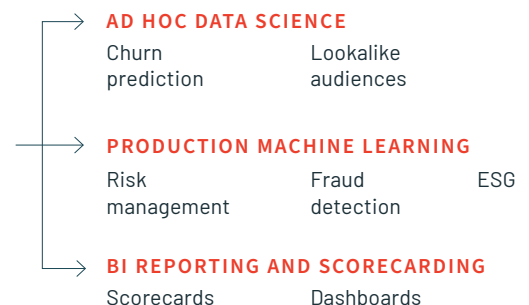 AD HOC DATA SCIENCE
Churn prediction
Lookalike audiences
PRODUCTION MACHINE LEARNING
Risk management
Fraud detection
ESG
BI REPORTING AND SCORECARDING
Scorecards
Dashboards